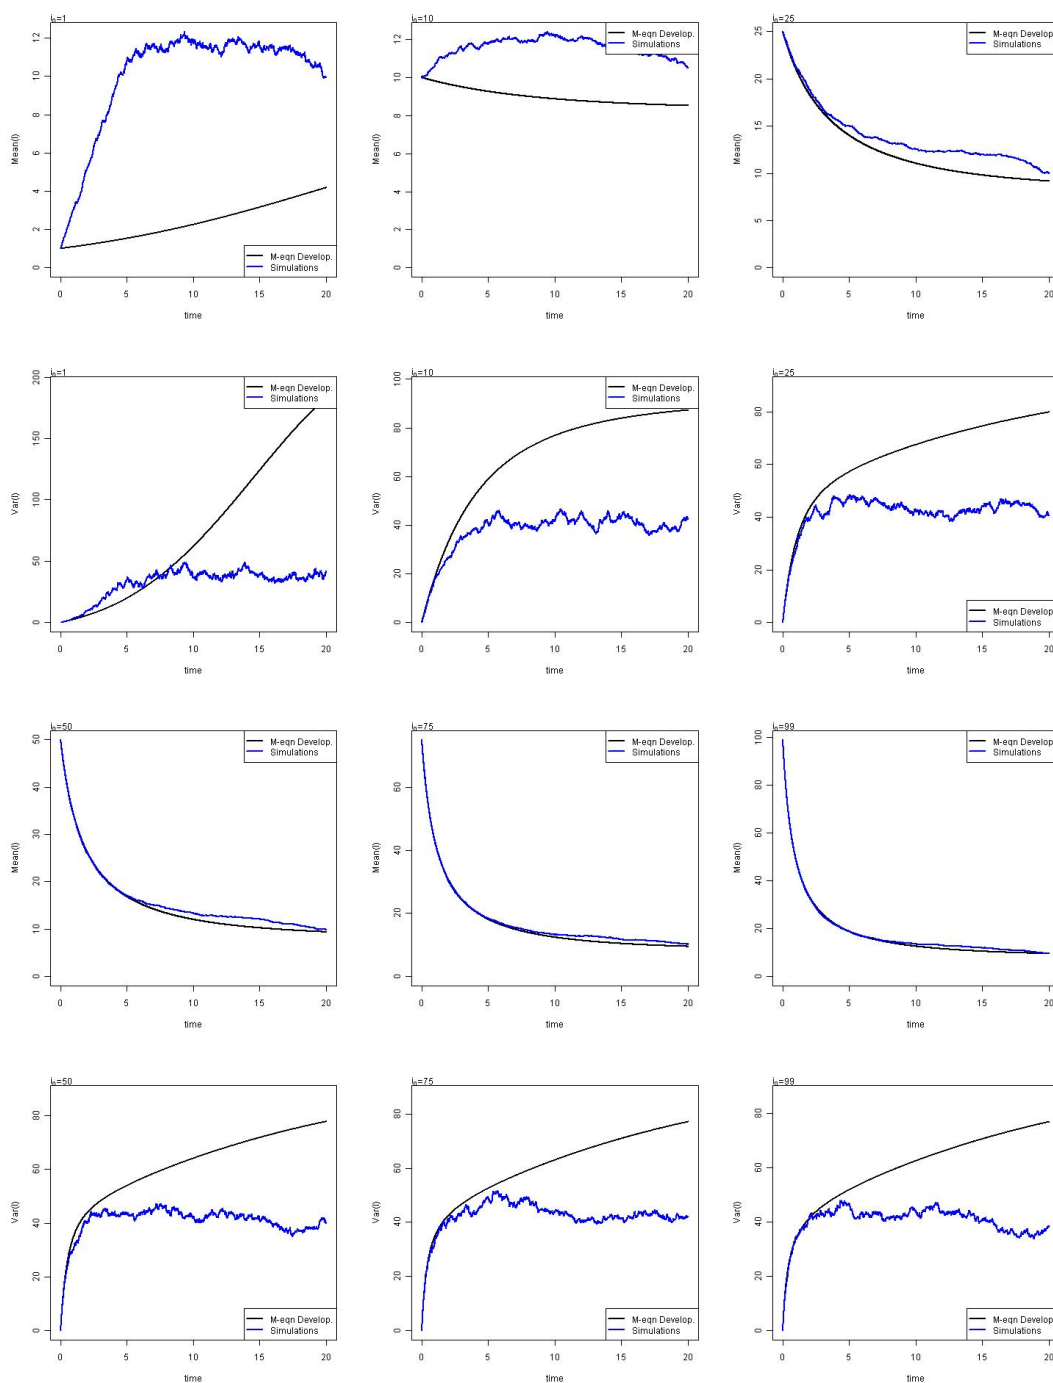 i₀=1
12
10
8
6
4
2
0
Mean(I)
M-eqn Develop.
Simulations
0 5 10 15 20
time
i₀=10
12
10
8
6
4
2
0
Mean(I)
M-eqn Develop.
Simulations
0 5 10 15 20
time
i₀=25
25
20
15
10
5
0
Mean(I)
M-eqn Develop.
Simulations
0 5 10 15 20
time
i₀=1
200
150
100
50
0
Var(I)
M-eqn Develop.
Simulations
0 5 10 15 20
time
i₀=10
100
80
60
40
20
0
Var(I)
M-eqn Develop.
Simulations
0 5 10 15 20
time
i₀=25
80
60
40
20
0
Var(I)
M-eqn Develop.
Simulations
0 5 10 15 20
time
i₀=50
50
40
30
20
10
0
Mean(I)
M-eqn Develop.
Simulations
0 5 10 15 20
time
i₀=75
60
40
20
0
Mean(I)
M-eqn Develop.
Simulations
0 5 10 15 20
time
i₀=99
100
80
60
40
20
0
Mean(I)
M-eqn Develop.
Simulations
0 5 10 15 20
time
i₀=50
80
60
40
20
0
Var(I)
M-eqn Develop.
Simulations
0 5 10 15 20
time
i₀=75
80
60
40
20
0
Var(I)
M-eqn Develop.
Simulations
0 5 10 15 20
time
i₀=99
80
60
40
20
0
Var(I)
M-eqn Develop.
Simulations
0 5 10 15 20
time